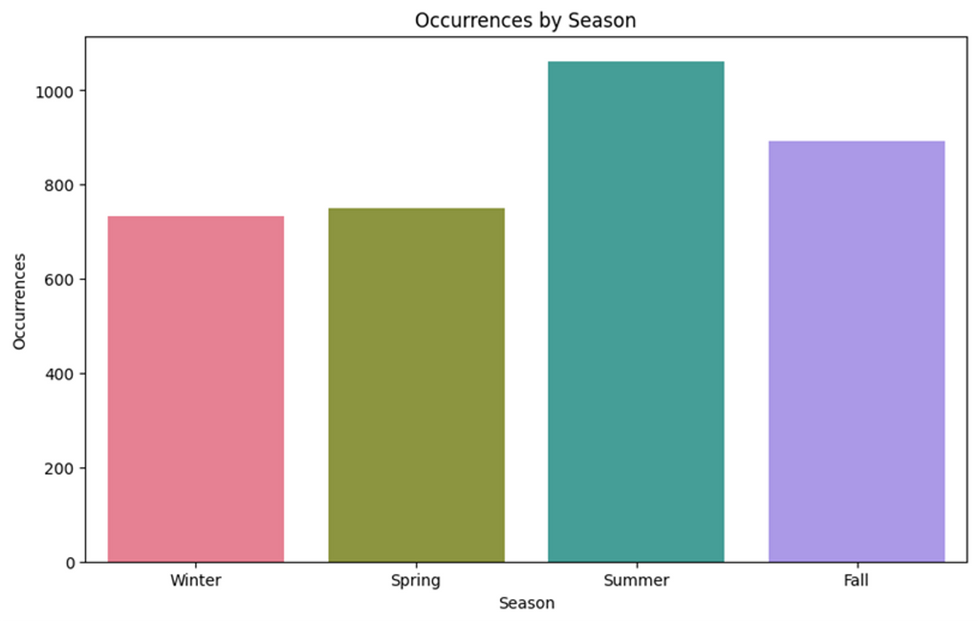 Occurrences by Season
Occurrences
1000
800
600
400
200
0
Winter Spring Summer Fall
Season